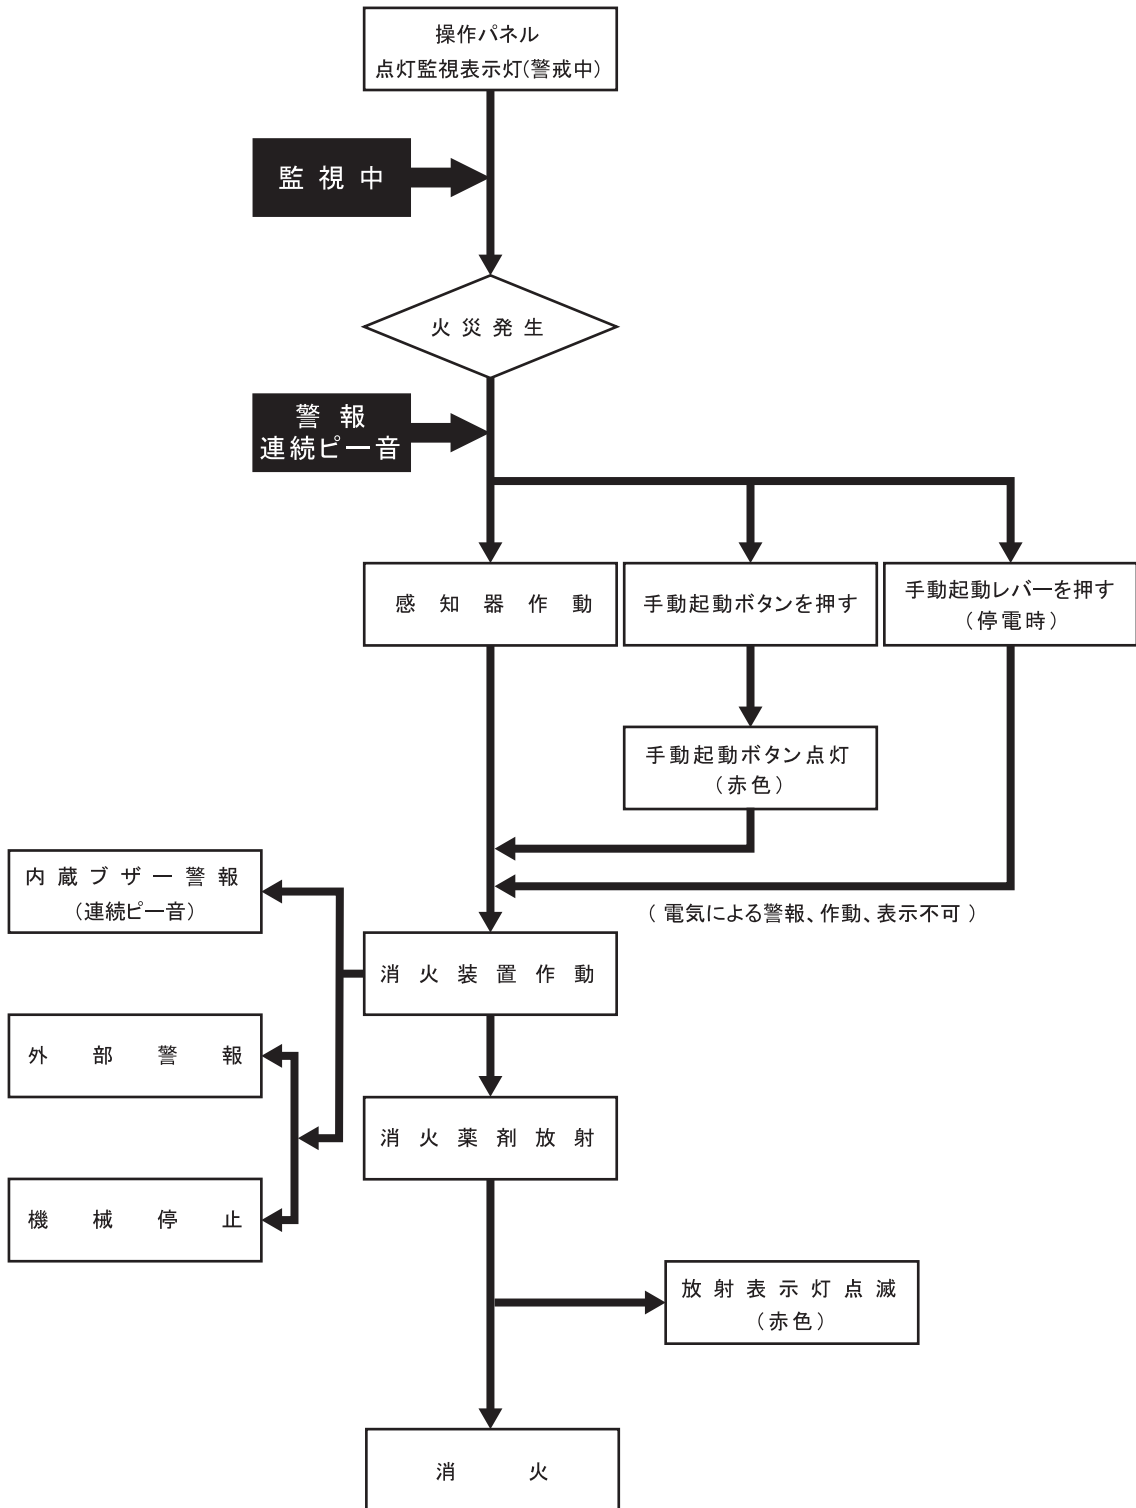 操作パネル
点灯監視表示灯(警戒中)
監視中
火災発生
警報
連続ピー音
感知器作動
手動起動ボタンを押す
手動起動レバーを押す
(停電時)
手動起動ボタン点灯
(赤色)
内蔵ブザー警報
(連続ピー音)
(電気による警報、作動、表示不可)
消火装置作動
外部警報
消火薬剤放射
機械停止
放射表示灯点滅
(赤色)
消火